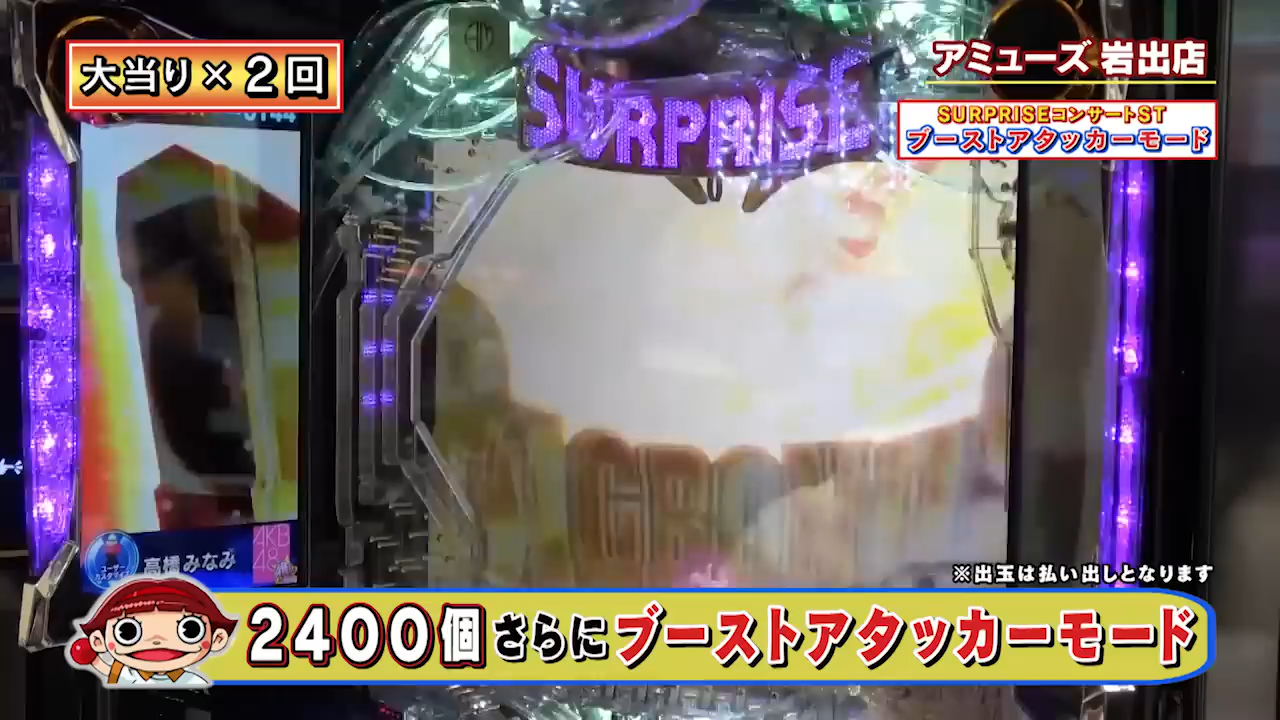 大当り×2回
アミューズ 岩出店
SURPRISEコンサートST
ブーストアタッカーモード
SURPRISE
高橋みなみ
AKB
48
※出玉は払い出しとなります
2400個さらにブーストアタッカーモード